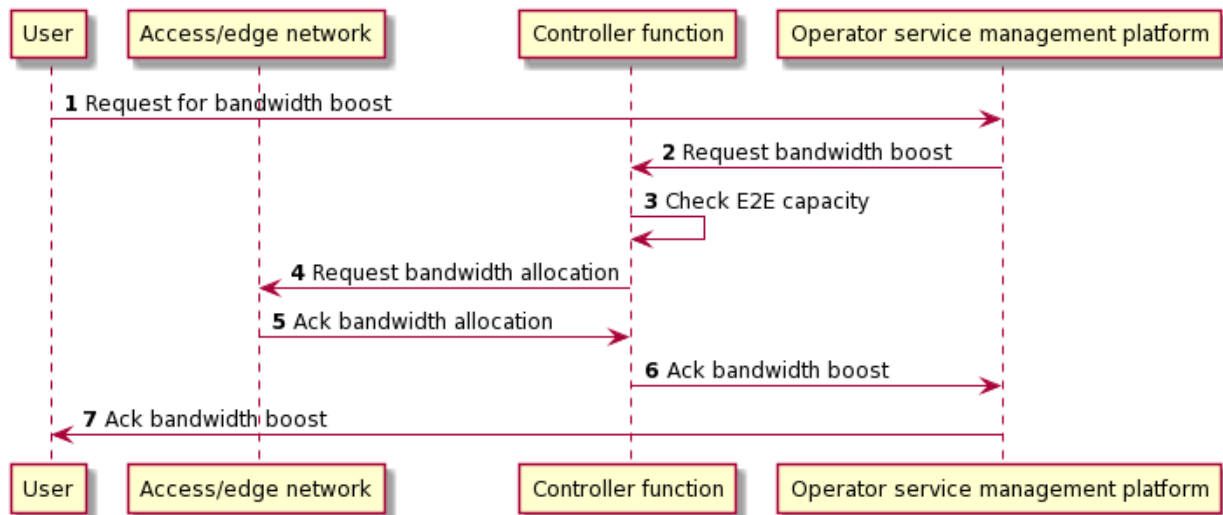 User
Access/edge network
Controller function
Operator service management platform
1 Request for bandwidth boost
2 Request bandwidth boost
3 Check E2E capacity
4 Request bandwidth allocation
5 Ack bandwidth allocation
6 Ack bandwidth boost
7 Ack bandwidth boost
User
Access/edge network
Controller function
Operator service management platform